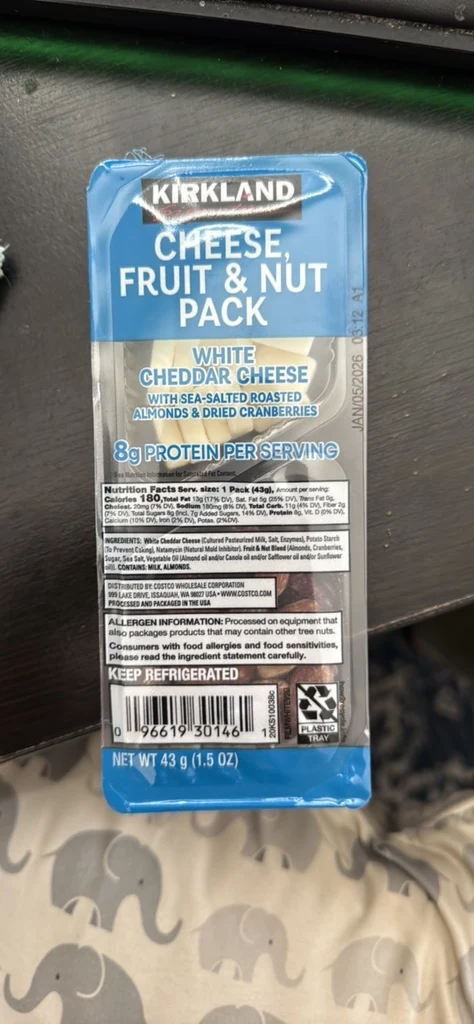 KIRKLAND
CHEESE,
FRUIT & NUT
PACK
WHITE
CHEDDAR CHEESE
WITH SEA-SALTED ROASTED
ALMONDS & DRIED CRANBERRIES
JAN/05/2026 03:12 A1
8g PROTEIN PER SERVING
See Nutrition Information for Saturated Fat Content.
Nutrition Facts Serv. size: 1 Pack (43g), Amount per serving:
Calories 180, Total Fat 13g (17% DV), Sat. Fat 5g (25% DV), Trans Fat 0g,
Cholest. 20mg (7% DV), Sodium 180mg (8% DV), Total Carb. 11g (4% DV), Fiber 2g
(7% DV), Total Sugars 8g (Incl. 7g Added Sugars, 14% DV), Protein 8g, Vit. D (0% DV),
Calcium (10% DV), Iron (2% DV), Potas. (2%DV).
INGREDIENTS: White Cheddar Cheese (Cultured Pasteurized Milk, Salt, Enzymes), Potato Starch
(To Prevent Caking), Natamycin (Natural Mold Inhibitor). Fruit & Nut Blend (Almonds, Cranberries,
Sugar, Sea Salt, Vegetable Oil (Almond oil and/or Canola oil and/or Safflower oil and/or Sunflower
oil)). CONTAINS: MILK, ALMONDS.
DISTRIBUTED BY: COSTCO WHOLESALE CORPORATION
999 LAKE DRIVE, ISSAQUAH, WA 98027 USA • WWW.COSTCO.COM
PROCESSED AND PACKAGED IN THE USA
ALLERGEN INFORMATION: Processed on equipment that
also packages products that may contain other tree nuts.
Consumers with food allergies and food sensitivities,
please read the ingredient statement carefully.
KEEP REFRIGERATED
0 96619 30146 1
120KS10038c
PLASTIC
TRAY
NET WT 43 g (1.5 OZ)